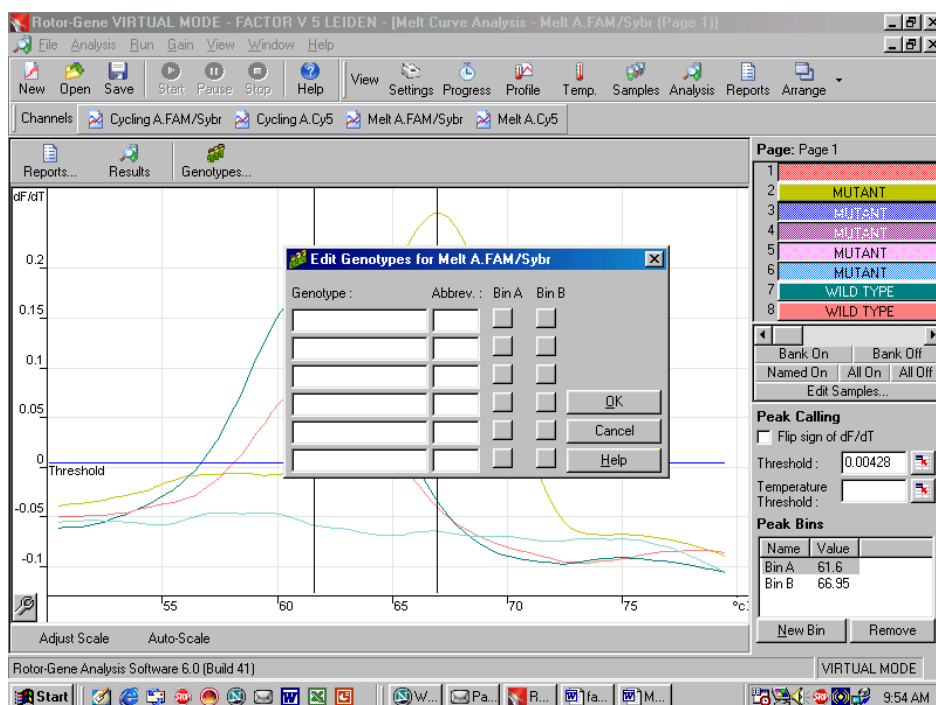 Rotor-Gene VIRTUAL MODE - FACTOR V 5 LEIDEN - [Melt Curve Analysis - Melt A.FAM/Sybr (Page 1)]
File Analysis Run Gain View Window Help
New Open Save Start Pause Stop Help View Settings Progress Profile Temp. Samples Analysis Reports Arrange
Channels Cycling A.FAM/Sybr Cycling A.Cy5 Melt A.FAM/Sybr Melt A.Cy5
Reports... Results Genotypes...
dF/dT
0.2
0.15
0.1
0.05
0
Threshold
-0.05
-0.1
'55 '60 '65 '70 '75 °c
Adjust Scale Auto-Scale
Edit Genotypes for Melt A.FAM/Sybr
Genotype : Abbrev. : Bin A Bin B
OK
Cancel
Help
Page: Page 1
1
2 MUTANT
3 MUTANT
4 MUTANT
5 MUTANT
6 MUTANT
7 WILD TYPE
8 WILD TYPE
Bank On Bank Off
Named On All On All Off
Edit Samples...
Peak Calling
Flip sign of dF/dT
Threshold : 0.00428
Temperature
Threshold :
Peak Bins
Name Value
Bin A 61.6
Bin B 66.95
New Bin Remove
Rotor-Gene Analysis Software 6.0 (Build 41) VIRTUAL MODE
Start W... Pa... R... fa... M... 9:54 AM